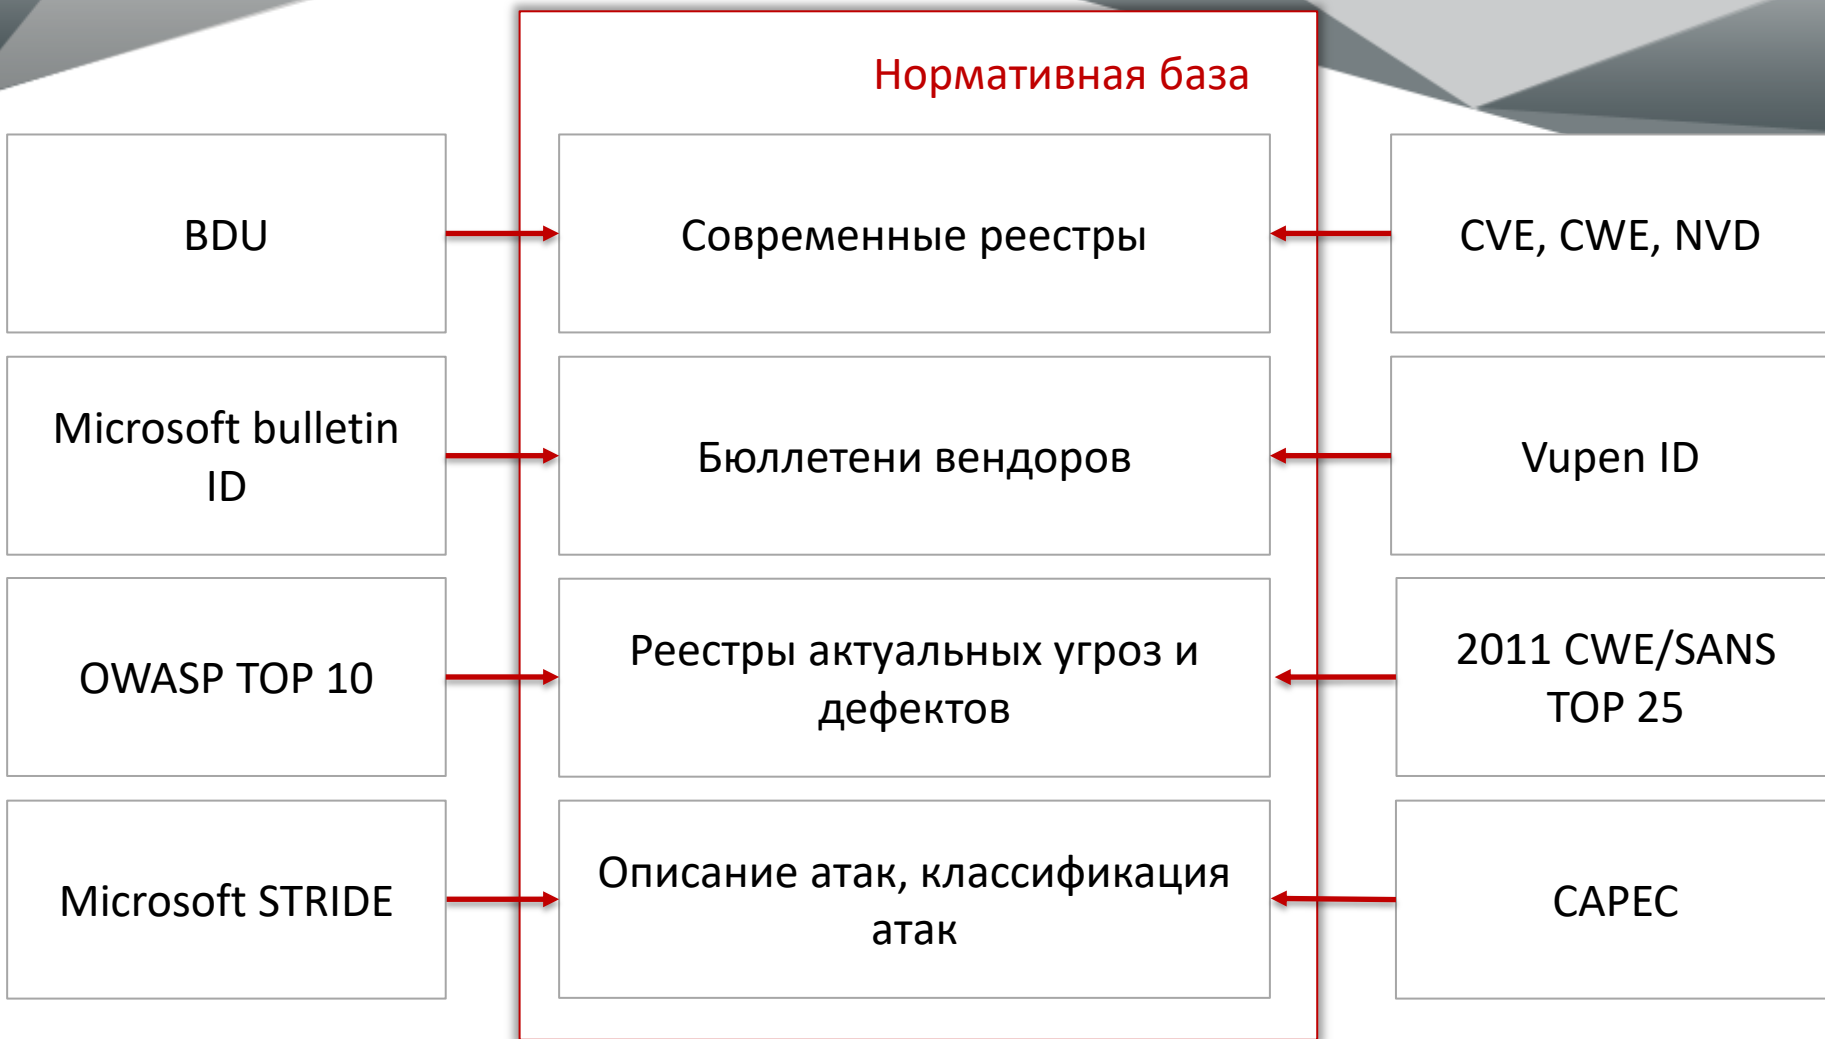 Нормативная база
BDU
Современные реестры
CVE, CWE, NVD
Microsoft bulletin
ID
Бюллетени вендоров
Vupen ID
OWASP TOP 10
Реестры актуальных угроз и
дефектов
2011 CWE/SANS
TOP 25
Microsoft STRIDE
Описание атак, классификация
атак
CAPEC